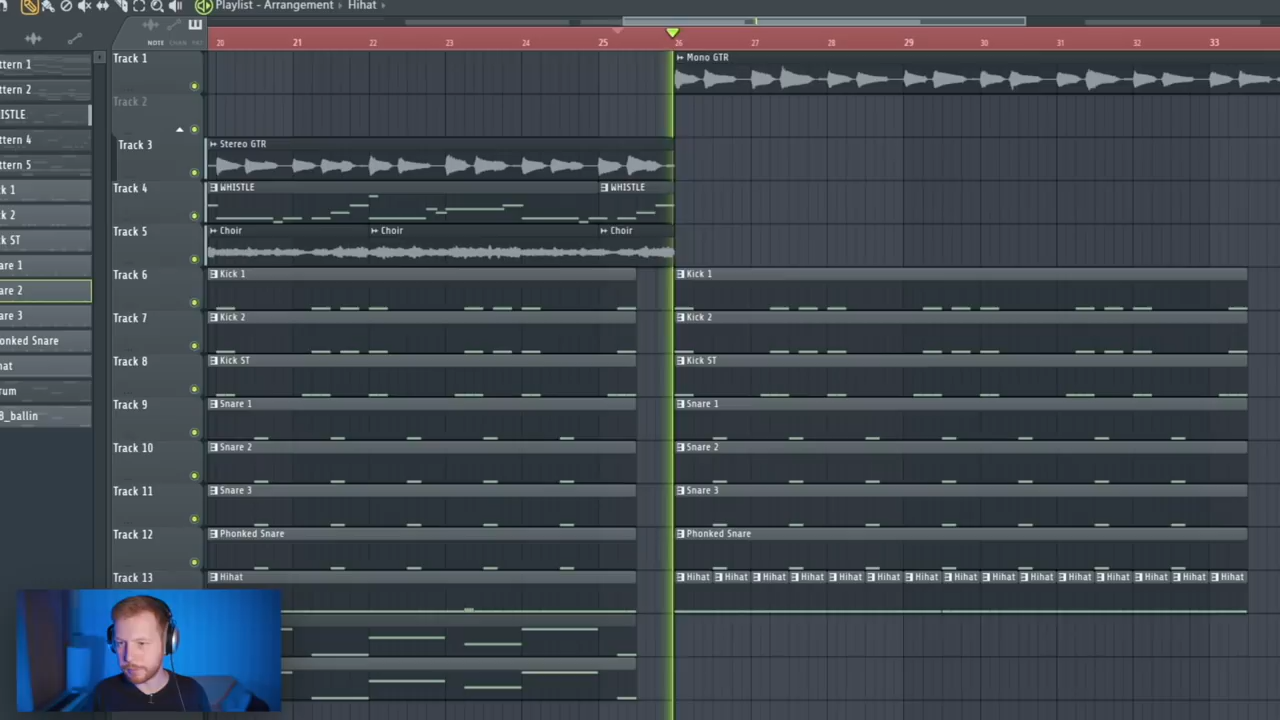 Playlist - Arrangement › Hihat ›
NOTE CHAN PAT
20 21 22 23 24 25 26 27 28 29 30 31 32 33
ttern 1
ttern 2
ISTLE
ttern 4
ttern 5
k 1
k 2
k ST
are 1
are 2
are 3
onked Snare
hat
rum
8_ballin
Track 1
Mono GTR
Track 2
Track 3
Stereo GTR
Track 4
WHISTLE WHISTLE
Track 5
Choir Choir Choir
Track 6
Kick 1 Kick 1
Track 7
Kick 2 Kick 2
Track 8
Kick ST Kick ST
Track 9
Snare 1 Snare 1
Track 10
Snare 2 Snare 2
Track 11
Snare 3 Snare 3
Track 12
Phonked Snare Phonked Snare
Track 13
Hihat Hihat Hihat Hihat Hihat Hihat Hihat Hihat Hihat Hihat Hihat Hihat Hihat Hihat Hihat Hihat